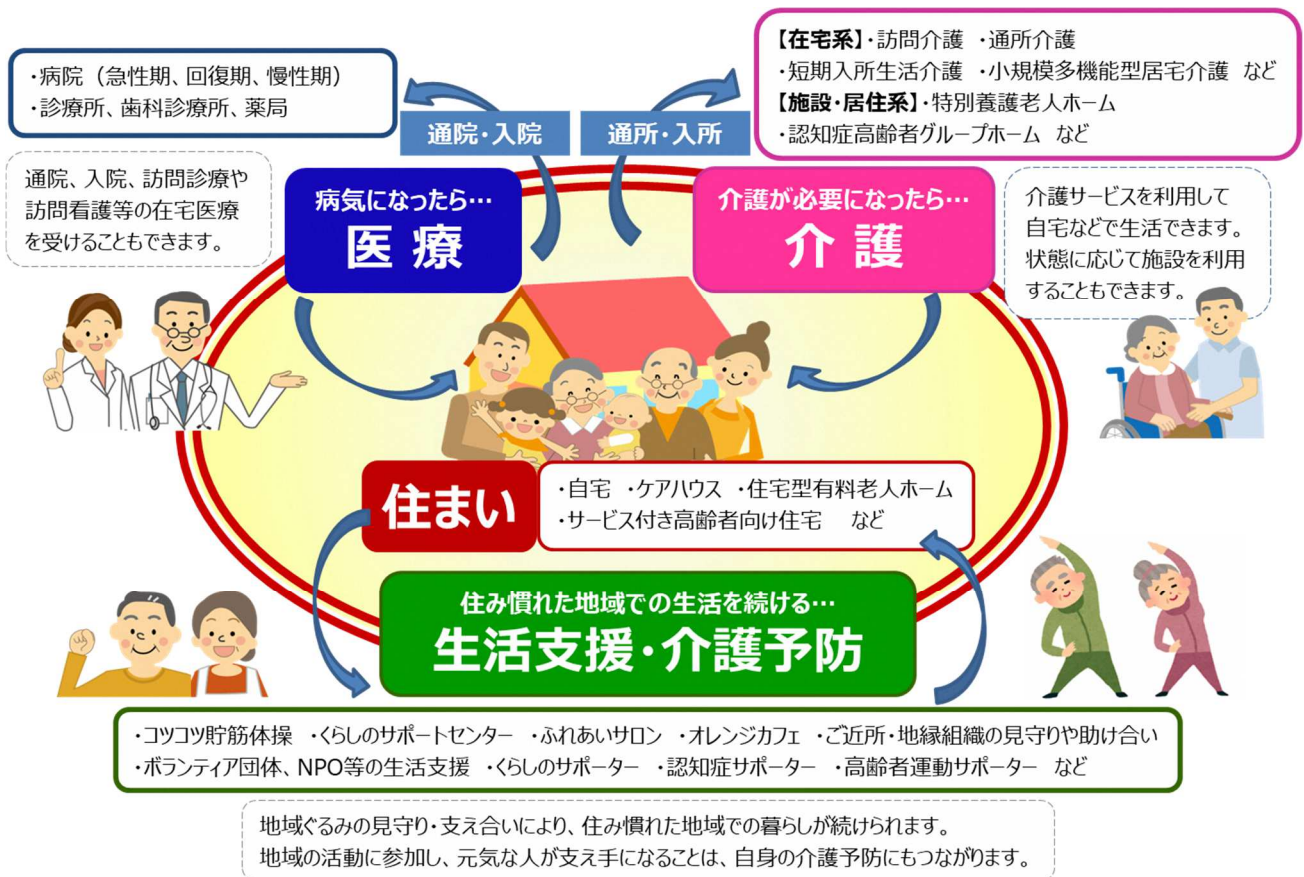 ・病院（急性期、回復期、慢性期）
・診療所、歯科診療所、薬局
通院・入院
通所・入所
【在宅系】・訪問介護 ・通所介護
・短期入所生活介護 ・小規模多機能型居宅介護 など
【施設・居住系】・特別養護老人ホーム
・認知症高齢者グループホーム など
通院、入院、訪問診療や
訪問看護等の在宅医療
を受けることもできます。
病気になったら…
医療
介護が必要になったら…
介護
介護サービスを利用して
自宅などで生活できます。
状態に応じて施設を利用
することもできます。
住まい
・自宅 ・ケアハウス ・住宅型有料老人ホーム
・サービス付き高齢者向け住宅 など
住み慣れた地域での生活を続ける…
生活支援・介護予防
・コツコツ貯筋体操 ・くらしのサポートセンター ・ふれあいサロン ・オレンジカフェ ・ご近所・地縁組織の見守りや助け合い
・ボランティア団体、NPO等の生活支援 ・くらしのサポーター ・認知症サポーター ・高齢者運動サポーター など
地域ぐるみの見守り・支え合いにより、住み慣れた地域での暮らしが続けられます。
地域の活動に参加し、元気な人が支え手になることは、自身の介護予防にもつながります。